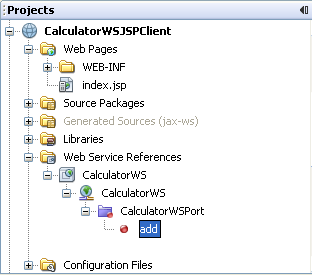 Projects
CalculatorWSJSPClient
Web Pages
WEB-INF
index.jsp
Source Packages
Generated Sources (jax-ws)
Libraries
Web Service References
CalculatorWS
CalculatorWS
CalculatorWSPort
add
Configuration Files